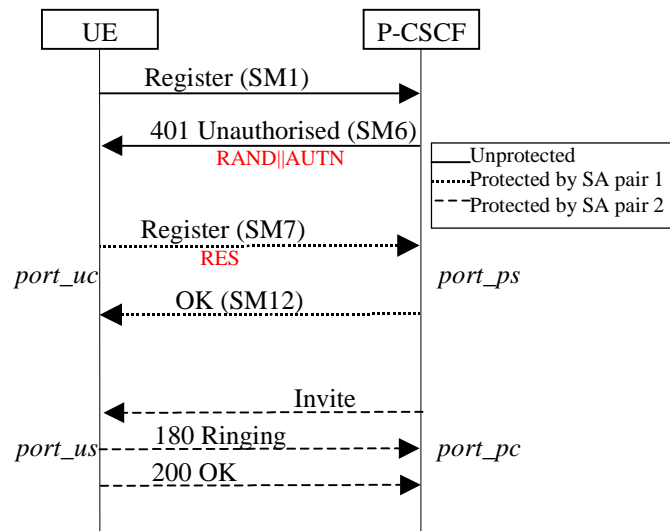 UE
P-CSCF
Register (SM1)
401 Unauthorised (SM6)
RAND||AUTN
Unprotected
Protected by SA pair 1
Protected by SA pair 2
Register (SM7)
RES
port_uc
port_ps
OK (SM12)
Invite
port_us
180 Ringing
port_pc
200 OK